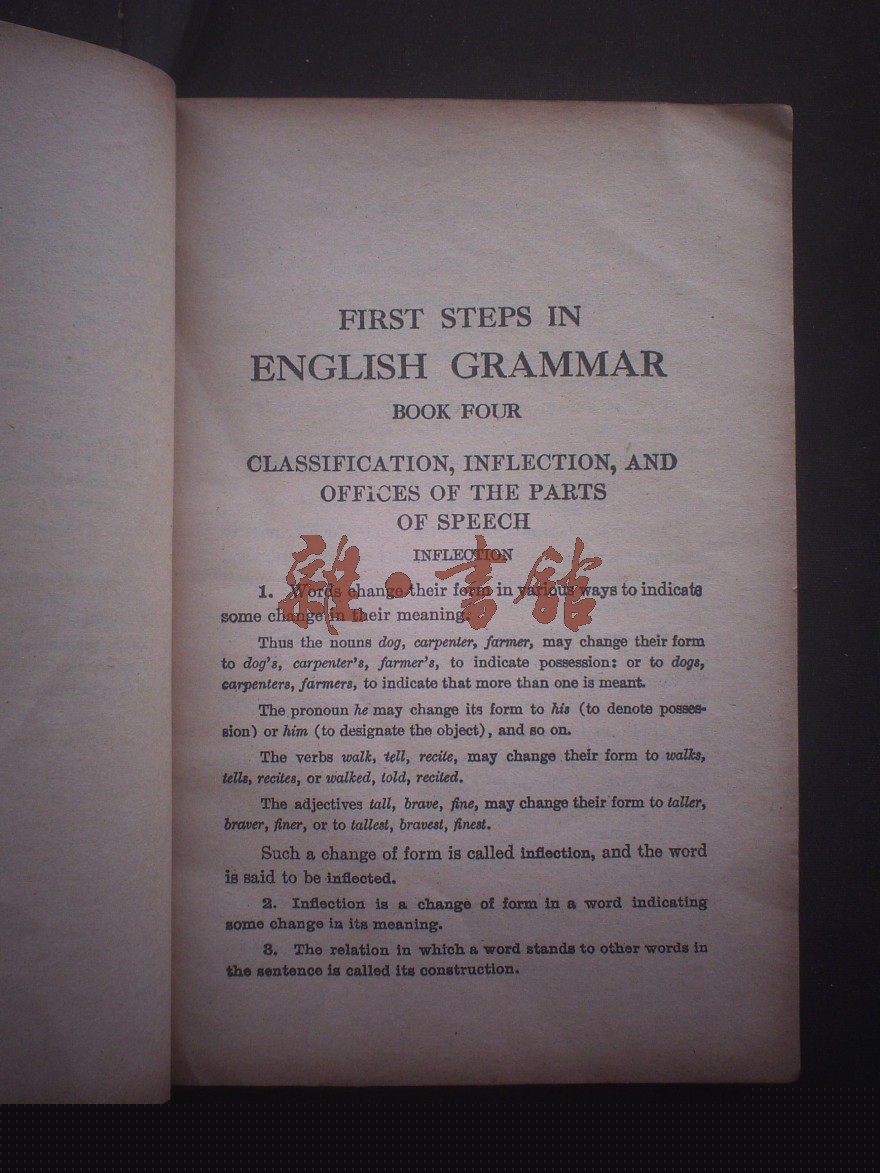 FIRST STEPS IN
ENGLISH GRAMMAR
BOOK FOUR
CLASSIFICATION, INFLECTION, AND
OFFICES OF THE PARTS
OF SPEECH
INFLECTION
1. Words change their form in various ways to indicate
some change in their meaning.
Thus the nouns dog, carpenter, farmer, may change their form
to dog's, carpenter's, farmer's, to indicate possession: or to dogs,
carpenters, farmers, to indicate that more than one is meant.
The pronoun he may change its form to his (to denote posses-
sion) or him (to designate the object), and so on.
The verbs walk, tell, recite, may change their form to walks,
tells, recites, or walked, told, recited.
The adjectives tall, brave, fine, may change their form to taller,
braver, finer, or to tallest, bravest, finest.
Such a change of form is called inflection, and the word
is said to be inflected.
2. Inflection is a change of form in a word indicating
some change in its meaning.
3. The relation in which a word stands to other words in
the sentence is called its construction.
雜·書館